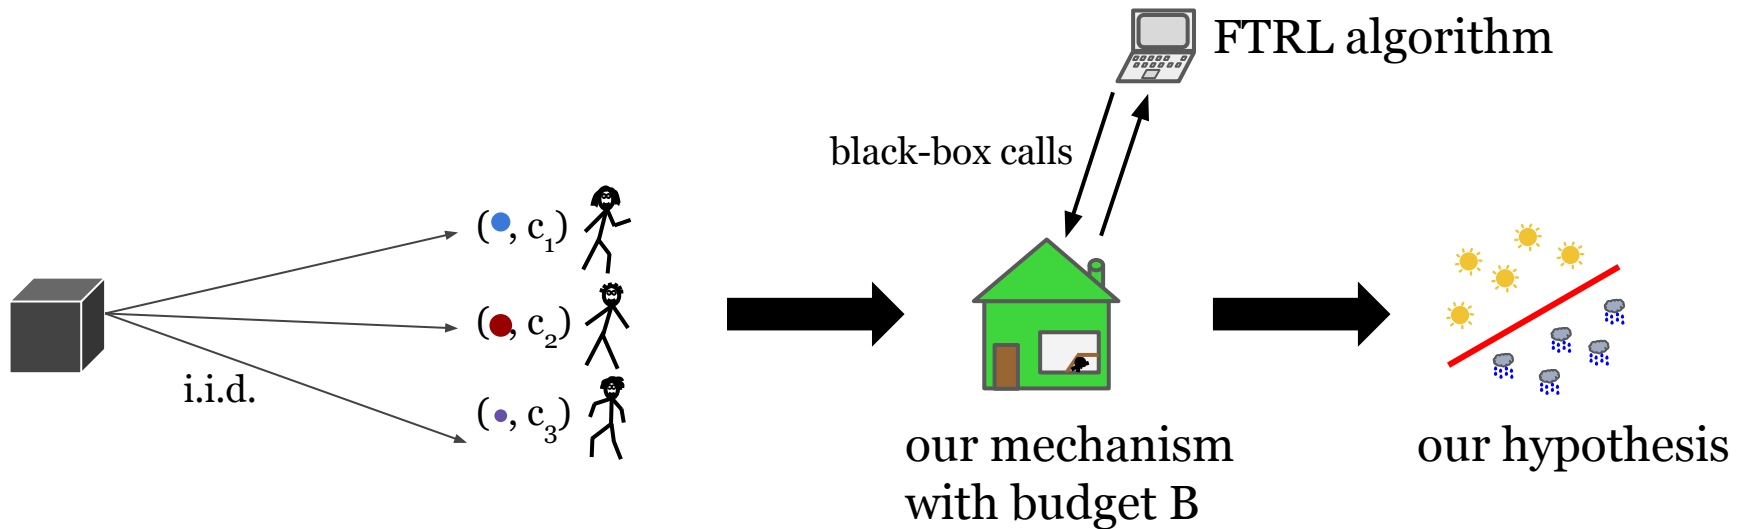 FTRL algorithm
black-box calls
(●, c₁)
(●, c₂)
i.i.d.
(●, c₃)
our mechanism
with budget B
our hypothesis